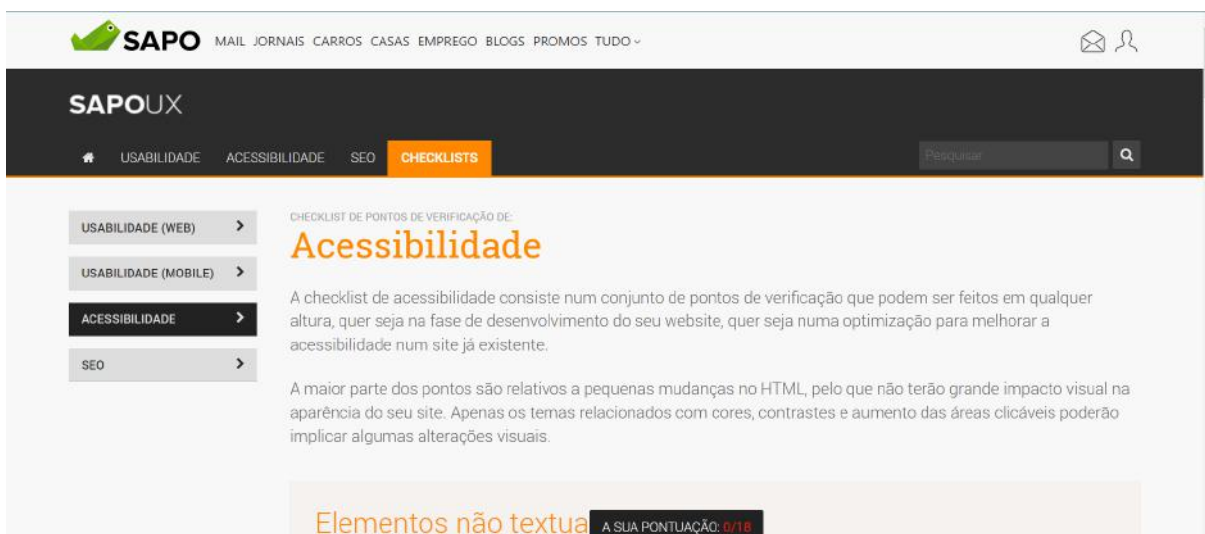 SAPO MAIL JORNAIS CARROS CASAS EMPREGO BLOGS PROMOS TUDO
SAPOUX
USABILIDADE ACESSIBILIDADE SEO CHECKLISTS Pesquisar
USABILIDADE (WEB)
USABILIDADE (MOBILE)
ACESSIBILIDADE
SEO
CHECKLIST DE PONTOS DE VERIFICAÇÃO DE:
Acessibilidade
A checklist de acessibilidade consiste num conjunto de pontos de verificação que podem ser feitos em qualquer
altura, quer seja na fase de desenvolvimento do seu website, quer seja numa optimização para melhorar a
acessibilidade num site já existente.
A maior parte dos pontos são relativos a pequenas mudanças no HTML, pelo que não terão grande impacto visual na
aparência do seu site. Apenas os temas relacionados com cores, contrastes e aumento das áreas clicáveis poderão
implicar algumas alterações visuais.
Elementos não textua
A SUA PONTUAÇÃO: 0/18